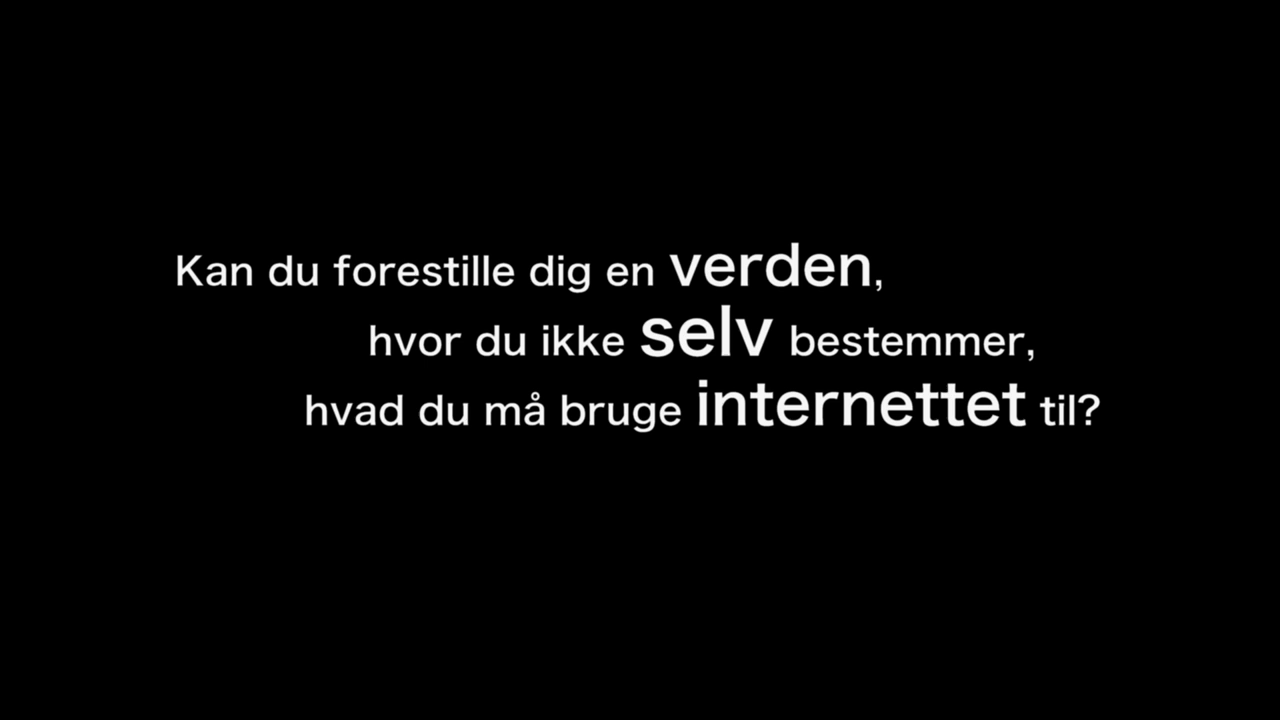 Kan du forestille dig en verden,
hvor du ikke selv bestemmer,
hvad du må bruge internettet til?